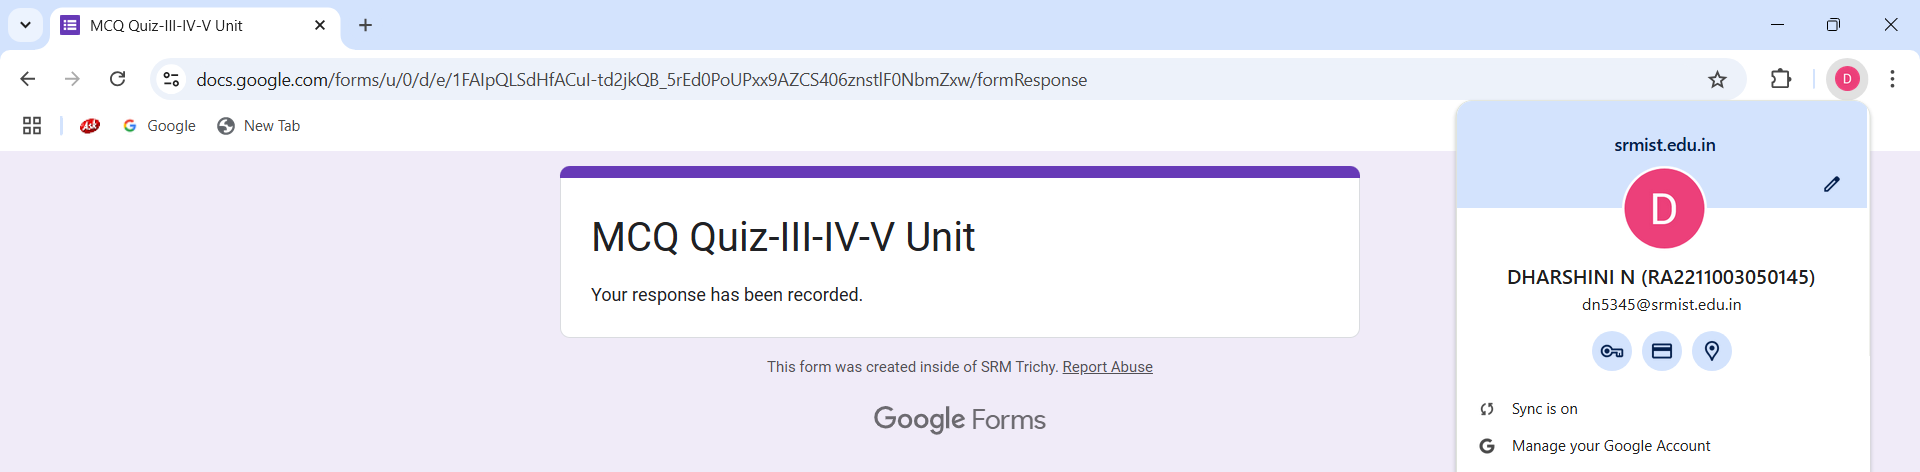 MCQ Quiz-III-IV-V Unit
docs.google.com/forms/u/0/d/e/1FAIpQLSdHfACuI-td2jkQB_5rEd0PoUPxx9AZCS406znstlF0NbmZxw/formResponse
D
Ask
Google
New Tab
srmist.edu.in
D
MCQ Quiz-III-IV-V Unit
Your response has been recorded.
DHARSHINI N (RA2211003050145)
dn5345@srmist.edu.in
This form was created inside of SRM Trichy. Report Abuse
Google Forms
Sync is on
Manage your Google Account